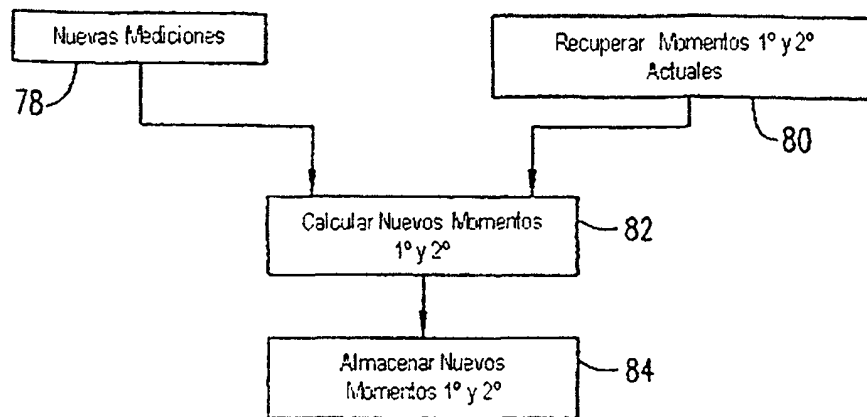 Nuevas Mediciones
Recuperar Momentos 1º y 2º
Actuales
78
80
Calcular Nuevos Momentos
1º y 2º
82
Almacenar Nuevos
Momentos 1º y 2º
84